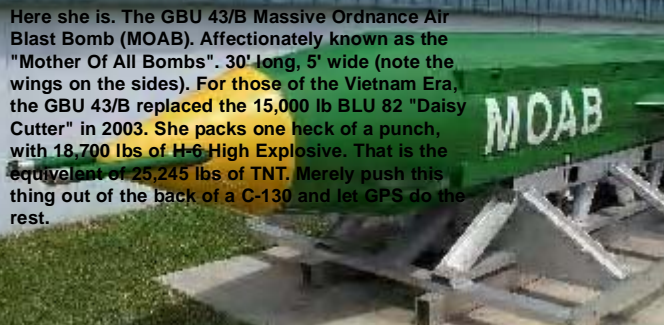 Here she is. The GBU 43/B Massive Ordnance Air
Blast Bomb (MOAB). Affectionately known as the
"Mother Of All Bombs". 30' long, 5' wide (note the
wings on the sides). For those of the Vietnam Era,
the GBU 43/B replaced the 15,000 lb BLU 82 "Daisy
Cutter" in 2003. She packs one heck of a punch,
with 18,700 lbs of H-6 High Explosive. That is the
equivelent of 25,245 lbs of TNT. Merely push this
thing out of the back of a C-130 and let GPS do the
rest.
MOAB